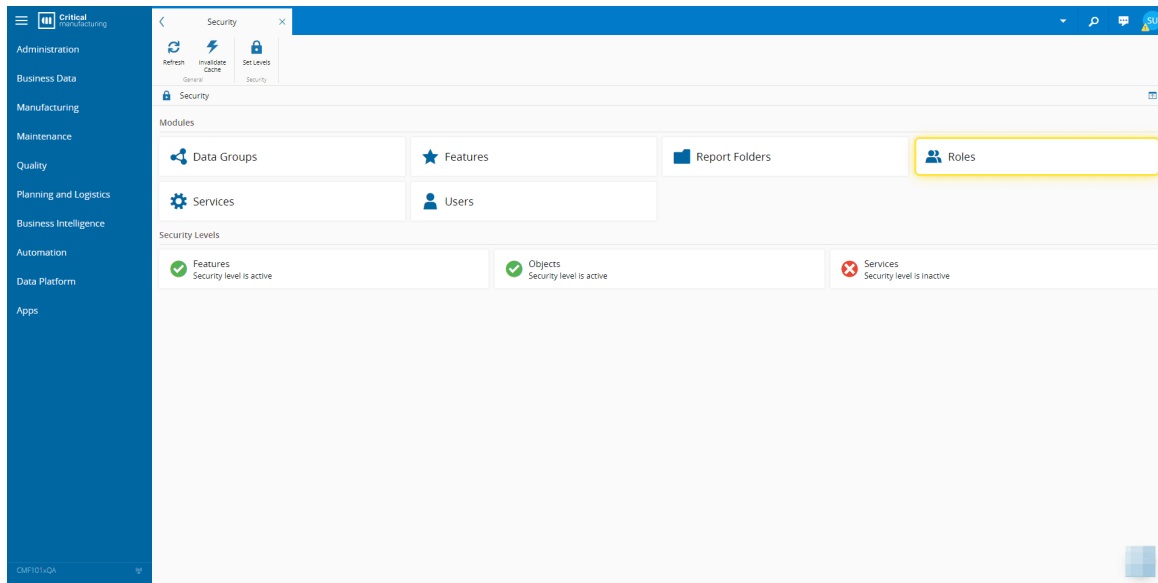 Critical
manufacturing
Security
SU
Administration
Business Data
Manufacturing
Maintenance
Quality
Planning and Logistics
Business Intelligence
Automation
Data Platform
Apps
CMF101xQA
Refresh
Invalidate
Cache
Set Levels
General
Security
Security
Modules
Data Groups
Features
Report Folders
Roles
Services
Users
Security Levels
Features
Security level is active
Objects
Security level is active
Services
Security level is inactive